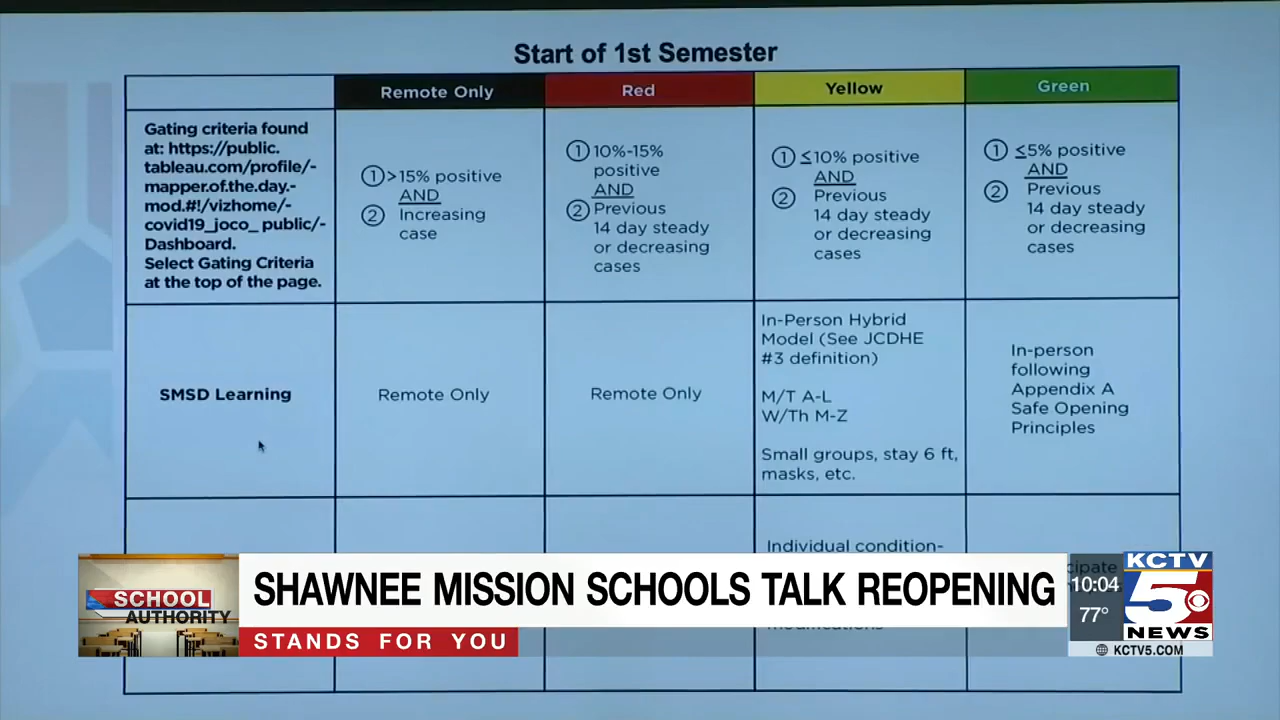 Start of 1st Semester
Remote Only
Red
Yellow
Green
Gating criteria found
at: https://public.
tableau.com/profile/-
mapper.of.the.day.-
mod.#!/vizhome/-
covid19_joco_ public/-
Dashboard.
Select Gating Criteria
at the top of the page.
① >15% positive
AND
② Increasing
case
① 10%-15%
positive
AND
② Previous
14 day steady
or decreasing
cases
① ≤10% positive
AND
② Previous
14 day steady
or decreasing
cases
① ≤5% positive
AND
② Previous
14 day steady
or decreasing
cases
SMSD Learning
Remote Only
Remote Only
In-Person Hybrid
Model (See JCDHE
#3 definition)
M/T A-L
W/Th M-Z
Small groups, stay 6 ft,
masks, etc.
In-person
following
Appendix A
Safe Opening
Principles
Individual condition-
SCHOOL
AUTHORITY
SHAWNEE MISSION SCHOOLS TALK REOPENING
STANDS FOR YOU
10:04
77°
KCTV
5
NEWS
KCTV5.COM